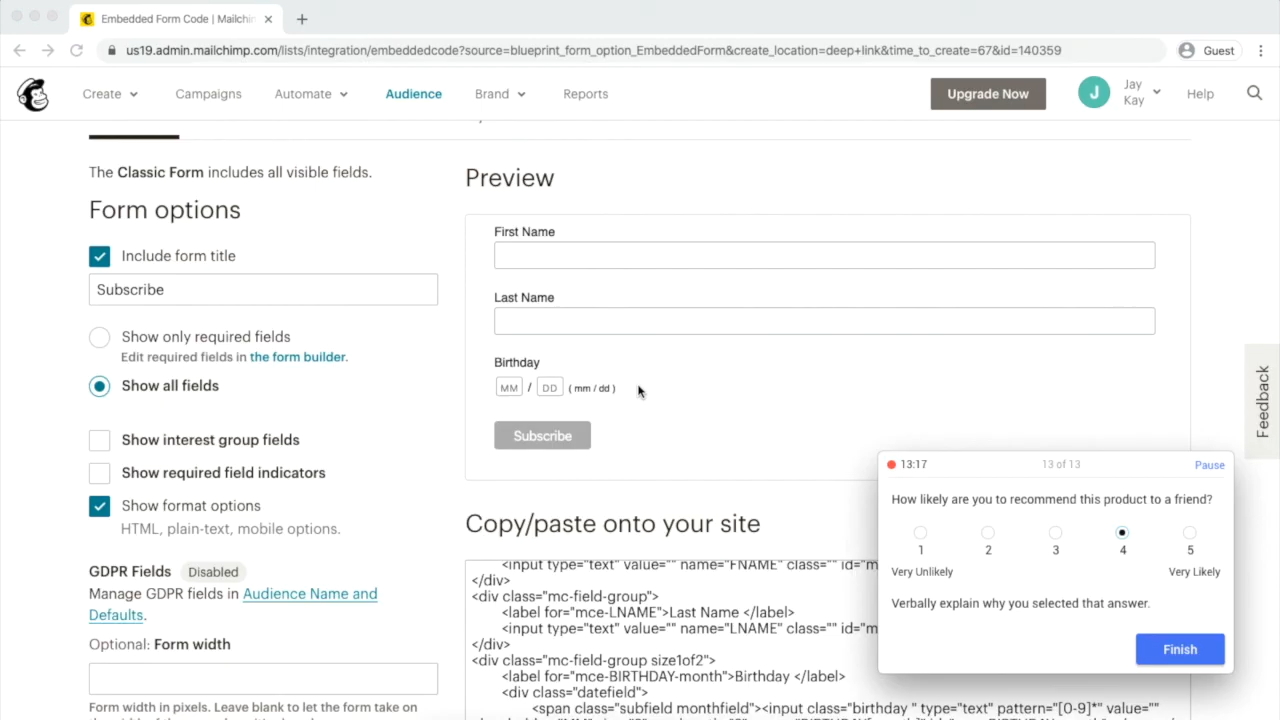 Embedded Form Code | Mailchin
us19.admin.mailchimp.com/lists/integration/embeddedcode?source=blueprint_form_option_EmbeddedForm&create_location=deep+link&time_to_create=67&id=140359
Guest
Create
Campaigns
Automate
Audience
Brand
Reports
Upgrade Now
J
Jay
Kay
Help
The Classic Form includes all visible fields.
Form options
Include form title
Subscribe
Show only required fields
Edit required fields in the form builder.
Show all fields
Show interest group fields
Show required field indicators
Show format options
HTML, plain-text, mobile options.
GDPR Fields Disabled
Manage GDPR fields in Audience Name and
Defaults.
Optional: Form width
Form width in pixels. Leave blank to let the form take on
Preview
First Name
Last Name
Birthday
MM / DD ( mm / dd )
Subscribe
Copy/paste onto your site
<input type="text" value="" name="FNAME" class="" id="m
</div>
<div class="mc-field-group">
<label for="mce-LNAME">Last Name </label>
<input type="text" value="" name="LNAME" class="" id="m
</div>
<div class="mc-field-group size1of2">
<label for="mce-BIRTHDAY-month">Birthday </label>
<div class="datefield">
<span class="subfield monthfield"><input class="birthday " type="text" pattern="[0-9]*" value=""
Feedback
13:17
13 of 13
Pause
How likely are you to recommend this product to a friend?
1 2 3 4 5
Very Unlikely Very Likely
Verbally explain why you selected that answer.
Finish